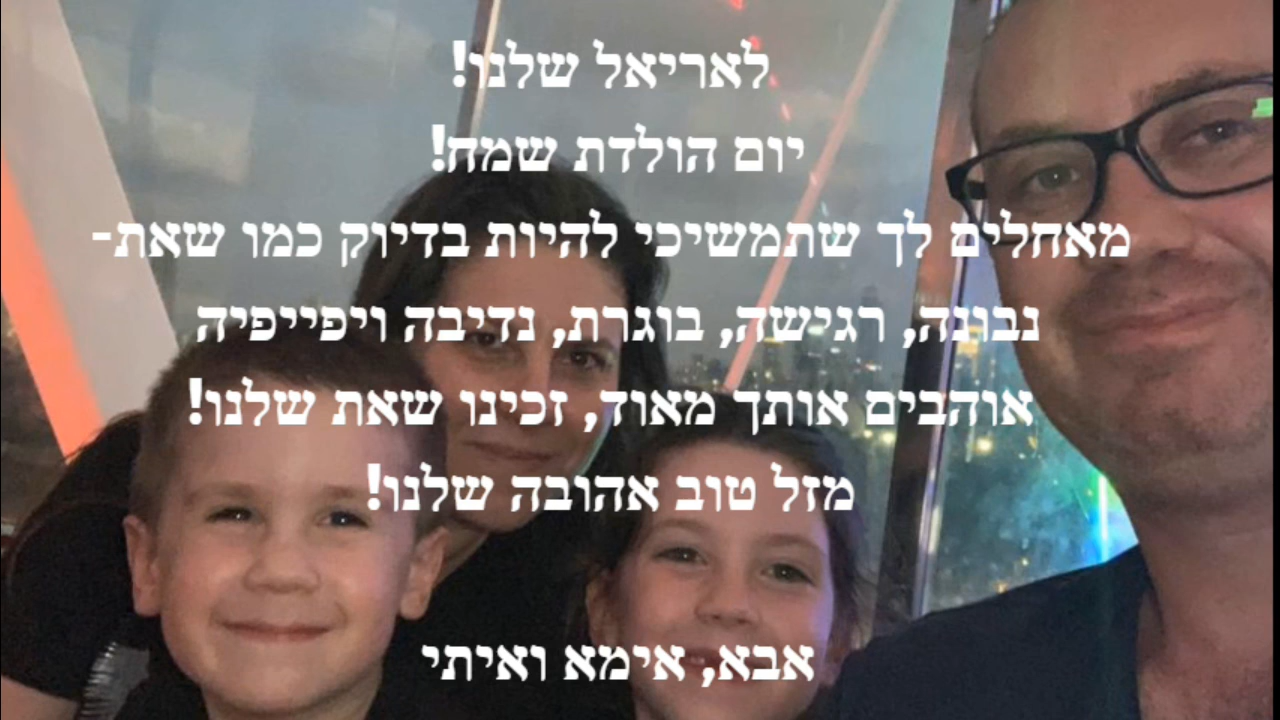 לאריאל שלנו!
יום הולדת שמח!
מאחלים לך שתמשיכי להיות בדיוק כמו שאת-
נבונה, רגישה, בוגרת, נדיבה ויפייפיה
אוהבים אותך מאוד, זכינו שאת שלנו!
מזל טוב אהובה שלנו!
אבא, אימא ואיתי